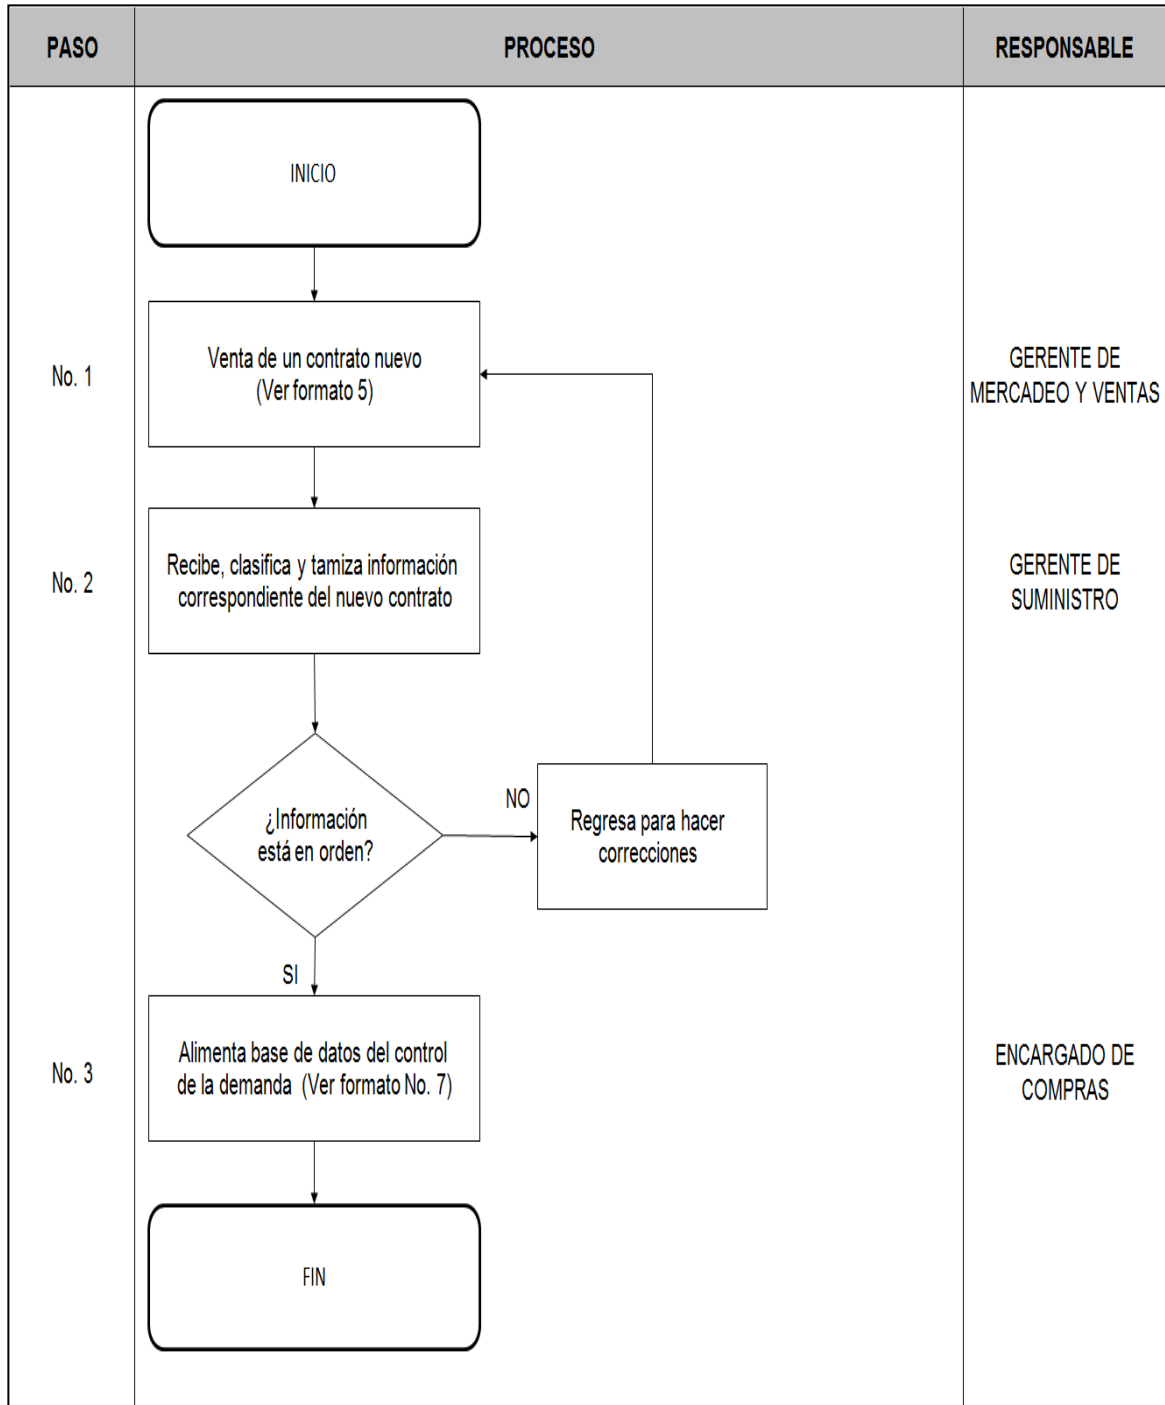 PASO
PROCESO
RESPONSABLE
INICIO
No. 1
Venta de un contrato nuevo
(Ver formato 5)
GERENTE DE
MERCADEO Y VENTAS
No. 2
Recibe, clasifica y tamiza información
correspondiente del nuevo contrato
GERENTE DE
SUMINISTRO
¿Información
está en orden?
NO
Regresa para hacer
correcciones
SI
No. 3
Alimenta base de datos del control
de la demanda (Ver formato No. 7)
ENCARGADO DE
COMPRAS
FIN